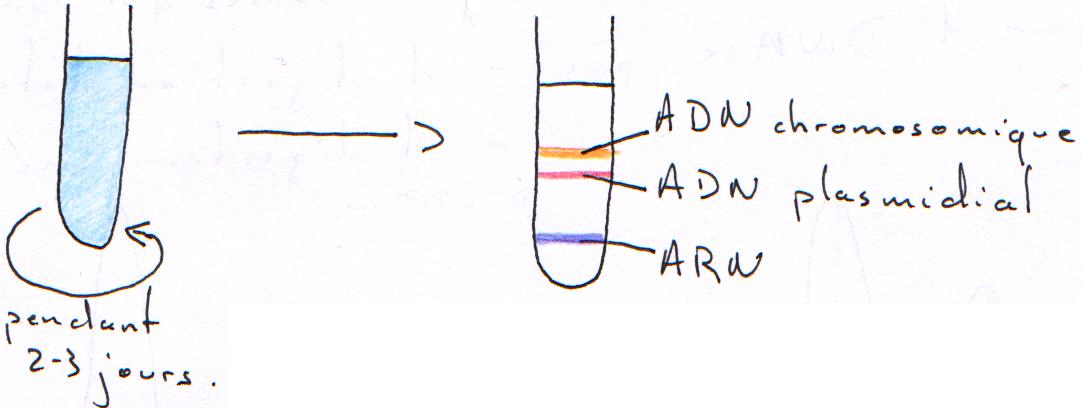 ADN chromosomique
ADN plasmidial
ARN
pendant
2-3 jours.